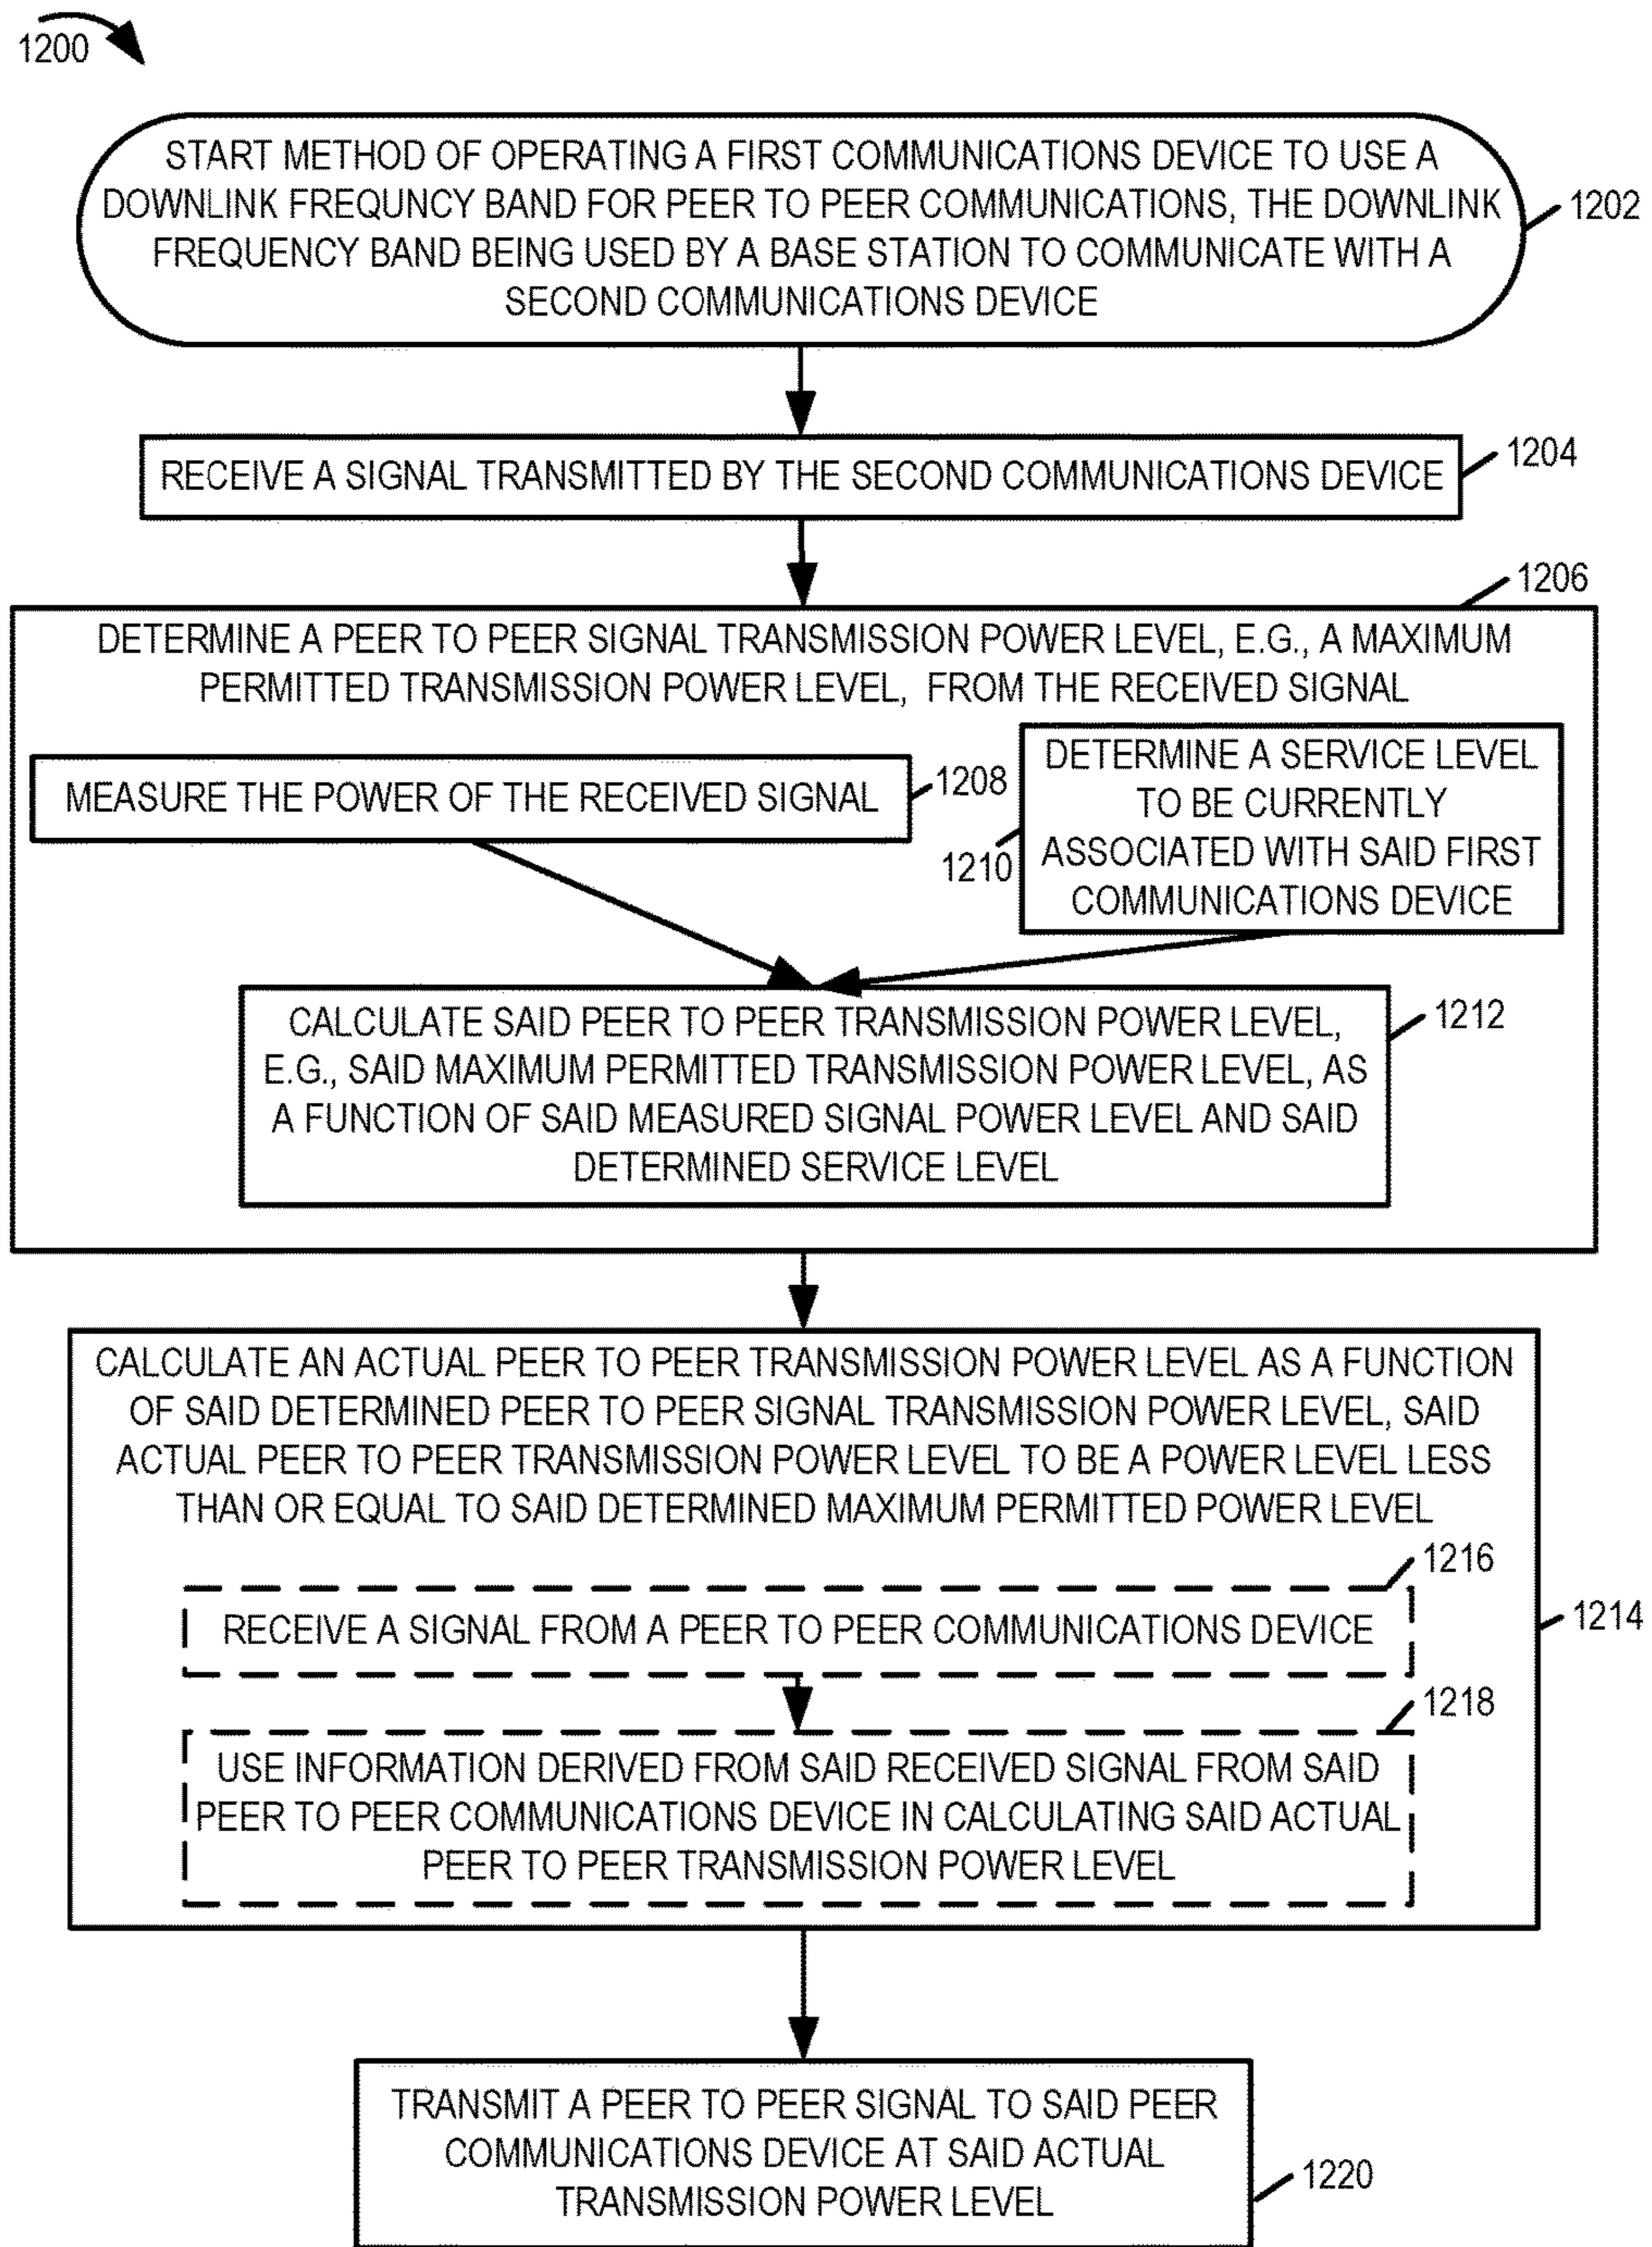 1200
START METHOD OF OPERATING A FIRST COMMUNICATIONS DEVICE TO USE A
DOWNLINK FREQUNCY BAND FOR PEER TO PEER COMMUNICATIONS, THE DOWNLINK
FREQUENCY BAND BEING USED BY A BASE STATION TO COMMUNICATE WITH A
SECOND COMMUNICATIONS DEVICE
1202
RECEIVE A SIGNAL TRANSMITTED BY THE SECOND COMMUNICATIONS DEVICE
1204
1206
DETERMINE A PEER TO PEER SIGNAL TRANSMISSION POWER LEVEL, E.G., A MAXIMUM
PERMITTED TRANSMISSION POWER LEVEL, FROM THE RECEIVED SIGNAL
MEASURE THE POWER OF THE RECEIVED SIGNAL
1208
DETERMINE A SERVICE LEVEL
TO BE CURRENTLY
ASSOCIATED WITH SAID FIRST
COMMUNICATIONS DEVICE
1210
CALCULATE SAID PEER TO PEER TRANSMISSION POWER LEVEL,
E.G., SAID MAXIMUM PERMITTED TRANSMISSION POWER LEVEL, AS
A FUNCTION OF SAID MEASURED SIGNAL POWER LEVEL AND SAID
DETERMINED SERVICE LEVEL
1212
CALCULATE AN ACTUAL PEER TO PEER TRANSMISSION POWER LEVEL AS A FUNCTION
OF SAID DETERMINED PEER TO PEER SIGNAL TRANSMISSION POWER LEVEL, SAID
ACTUAL PEER TO PEER TRANSMISSION POWER LEVEL TO BE A POWER LEVEL LESS
THAN OR EQUAL TO SAID DETERMINED MAXIMUM PERMITTED POWER LEVEL
1216
RECEIVE A SIGNAL FROM A PEER TO PEER COMMUNICATIONS DEVICE
1214
1218
USE INFORMATION DERIVED FROM SAID RECEIVED SIGNAL FROM SAID
PEER TO PEER COMMUNICATIONS DEVICE IN CALCULATING SAID ACTUAL
PEER TO PEER TRANSMISSION POWER LEVEL
TRANSMIT A PEER TO PEER SIGNAL TO SAID PEER
COMMUNICATIONS DEVICE AT SAID ACTUAL
TRANSMISSION POWER LEVEL
1220